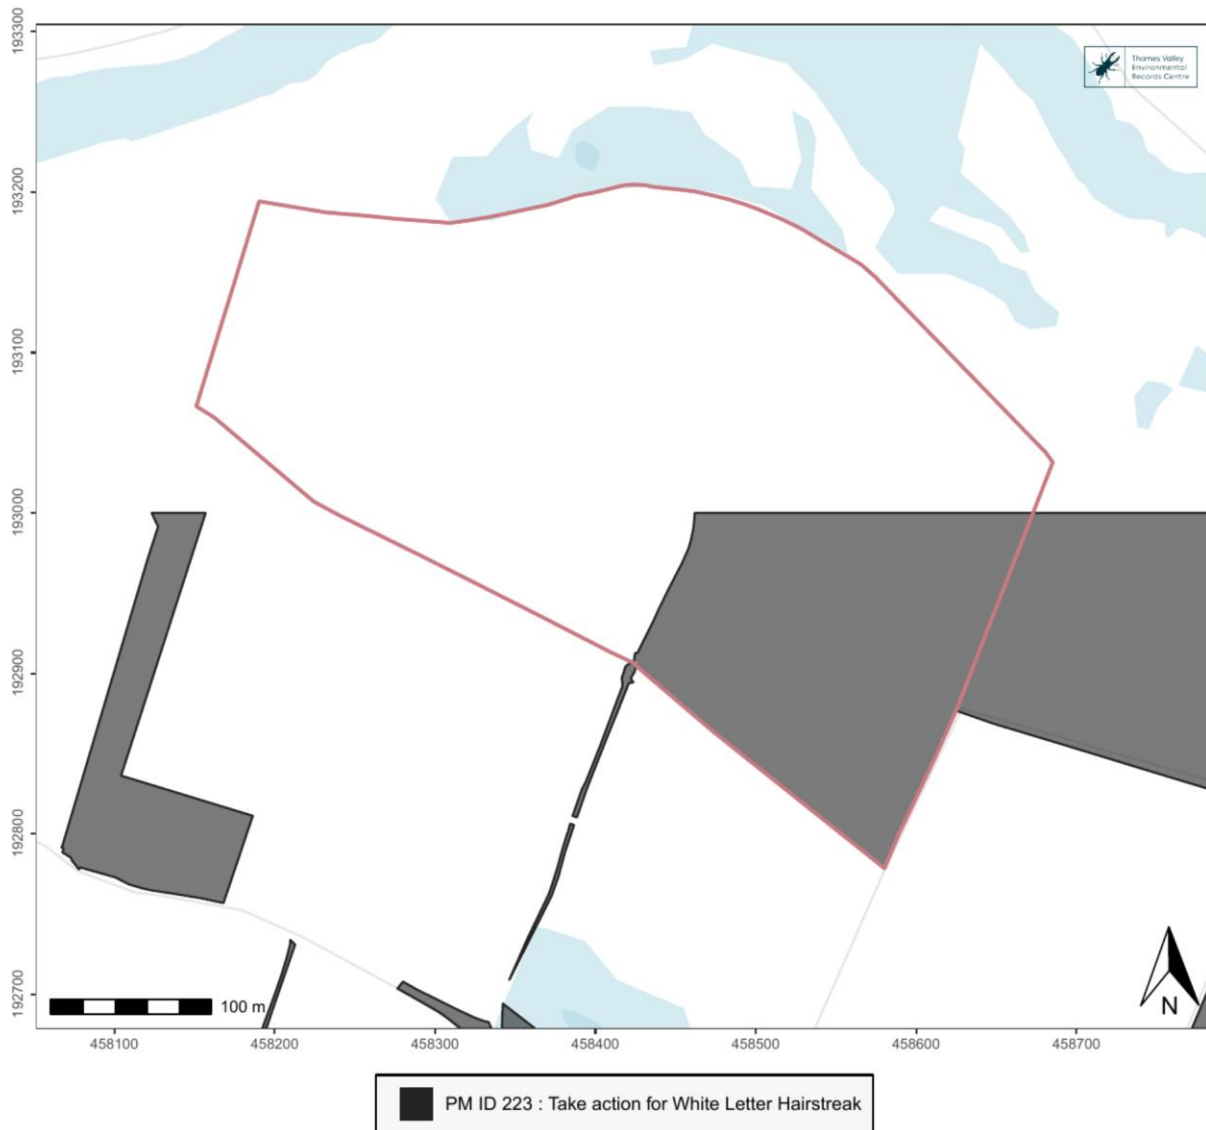 193300
193200
193100
193000
192900
192800
192700
Thames Valley
Environmental
Records Centre
100 m
N
458100
458200
458300
458400
458500
458600
458700
PM ID 223 : Take action for White Letter Hairstreak